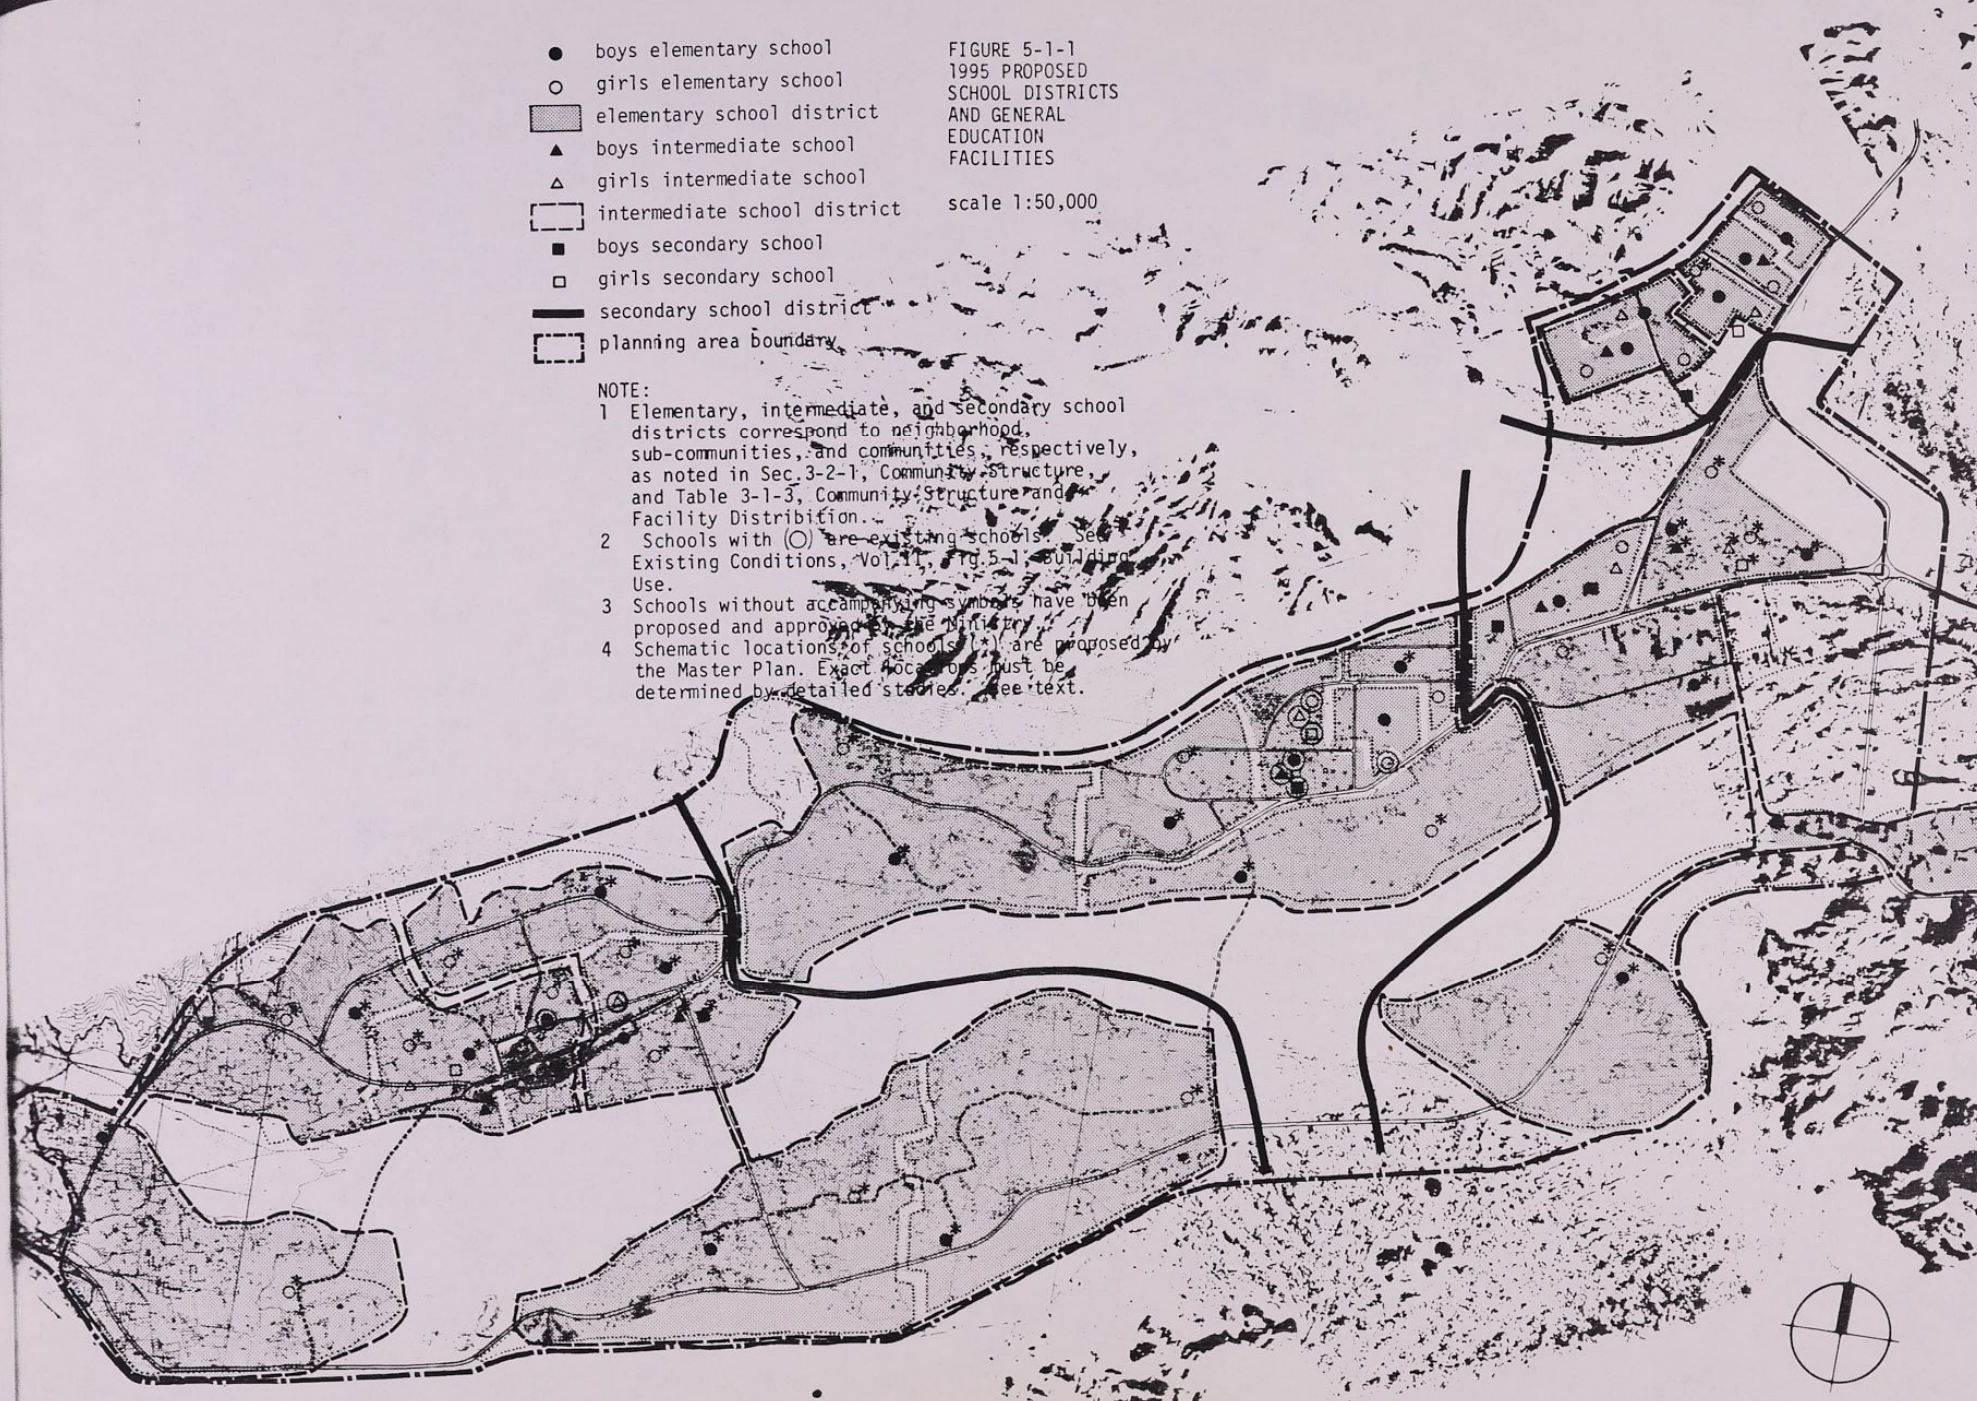 boys elementary school
girls elementary school
elementary school district
boys intermediate school
girls intermediate school
intermediate school district
boys secondary school
girls secondary school
secondary school district
planning area boundary
FIGURE 5-1-1
1995 PROPOSED
SCHOOL DISTRICTS
AND GENERAL
EDUCATION
FACILITIES
scale 1:50,000
NOTE:
1 Elementary, intermediate, and secondary school
districts correspond to neighborhood,
sub-communities, and communities, respectively,
as noted in Sec.3-2-1, Community Structure,
and Table 3-1-3, Community Structure and
Facility Distribition.
2 Schools with (○) are existing schools. See
Existing Conditions, Vol.II, Fig.5-1, Building
Use.
3 Schools without accampanying symbols have been
proposed and approved by the Ministry.
4 Schematic locations of schools (*) are proposed by
the Master Plan. Exact locations must be
determined by detailed studies. See text.